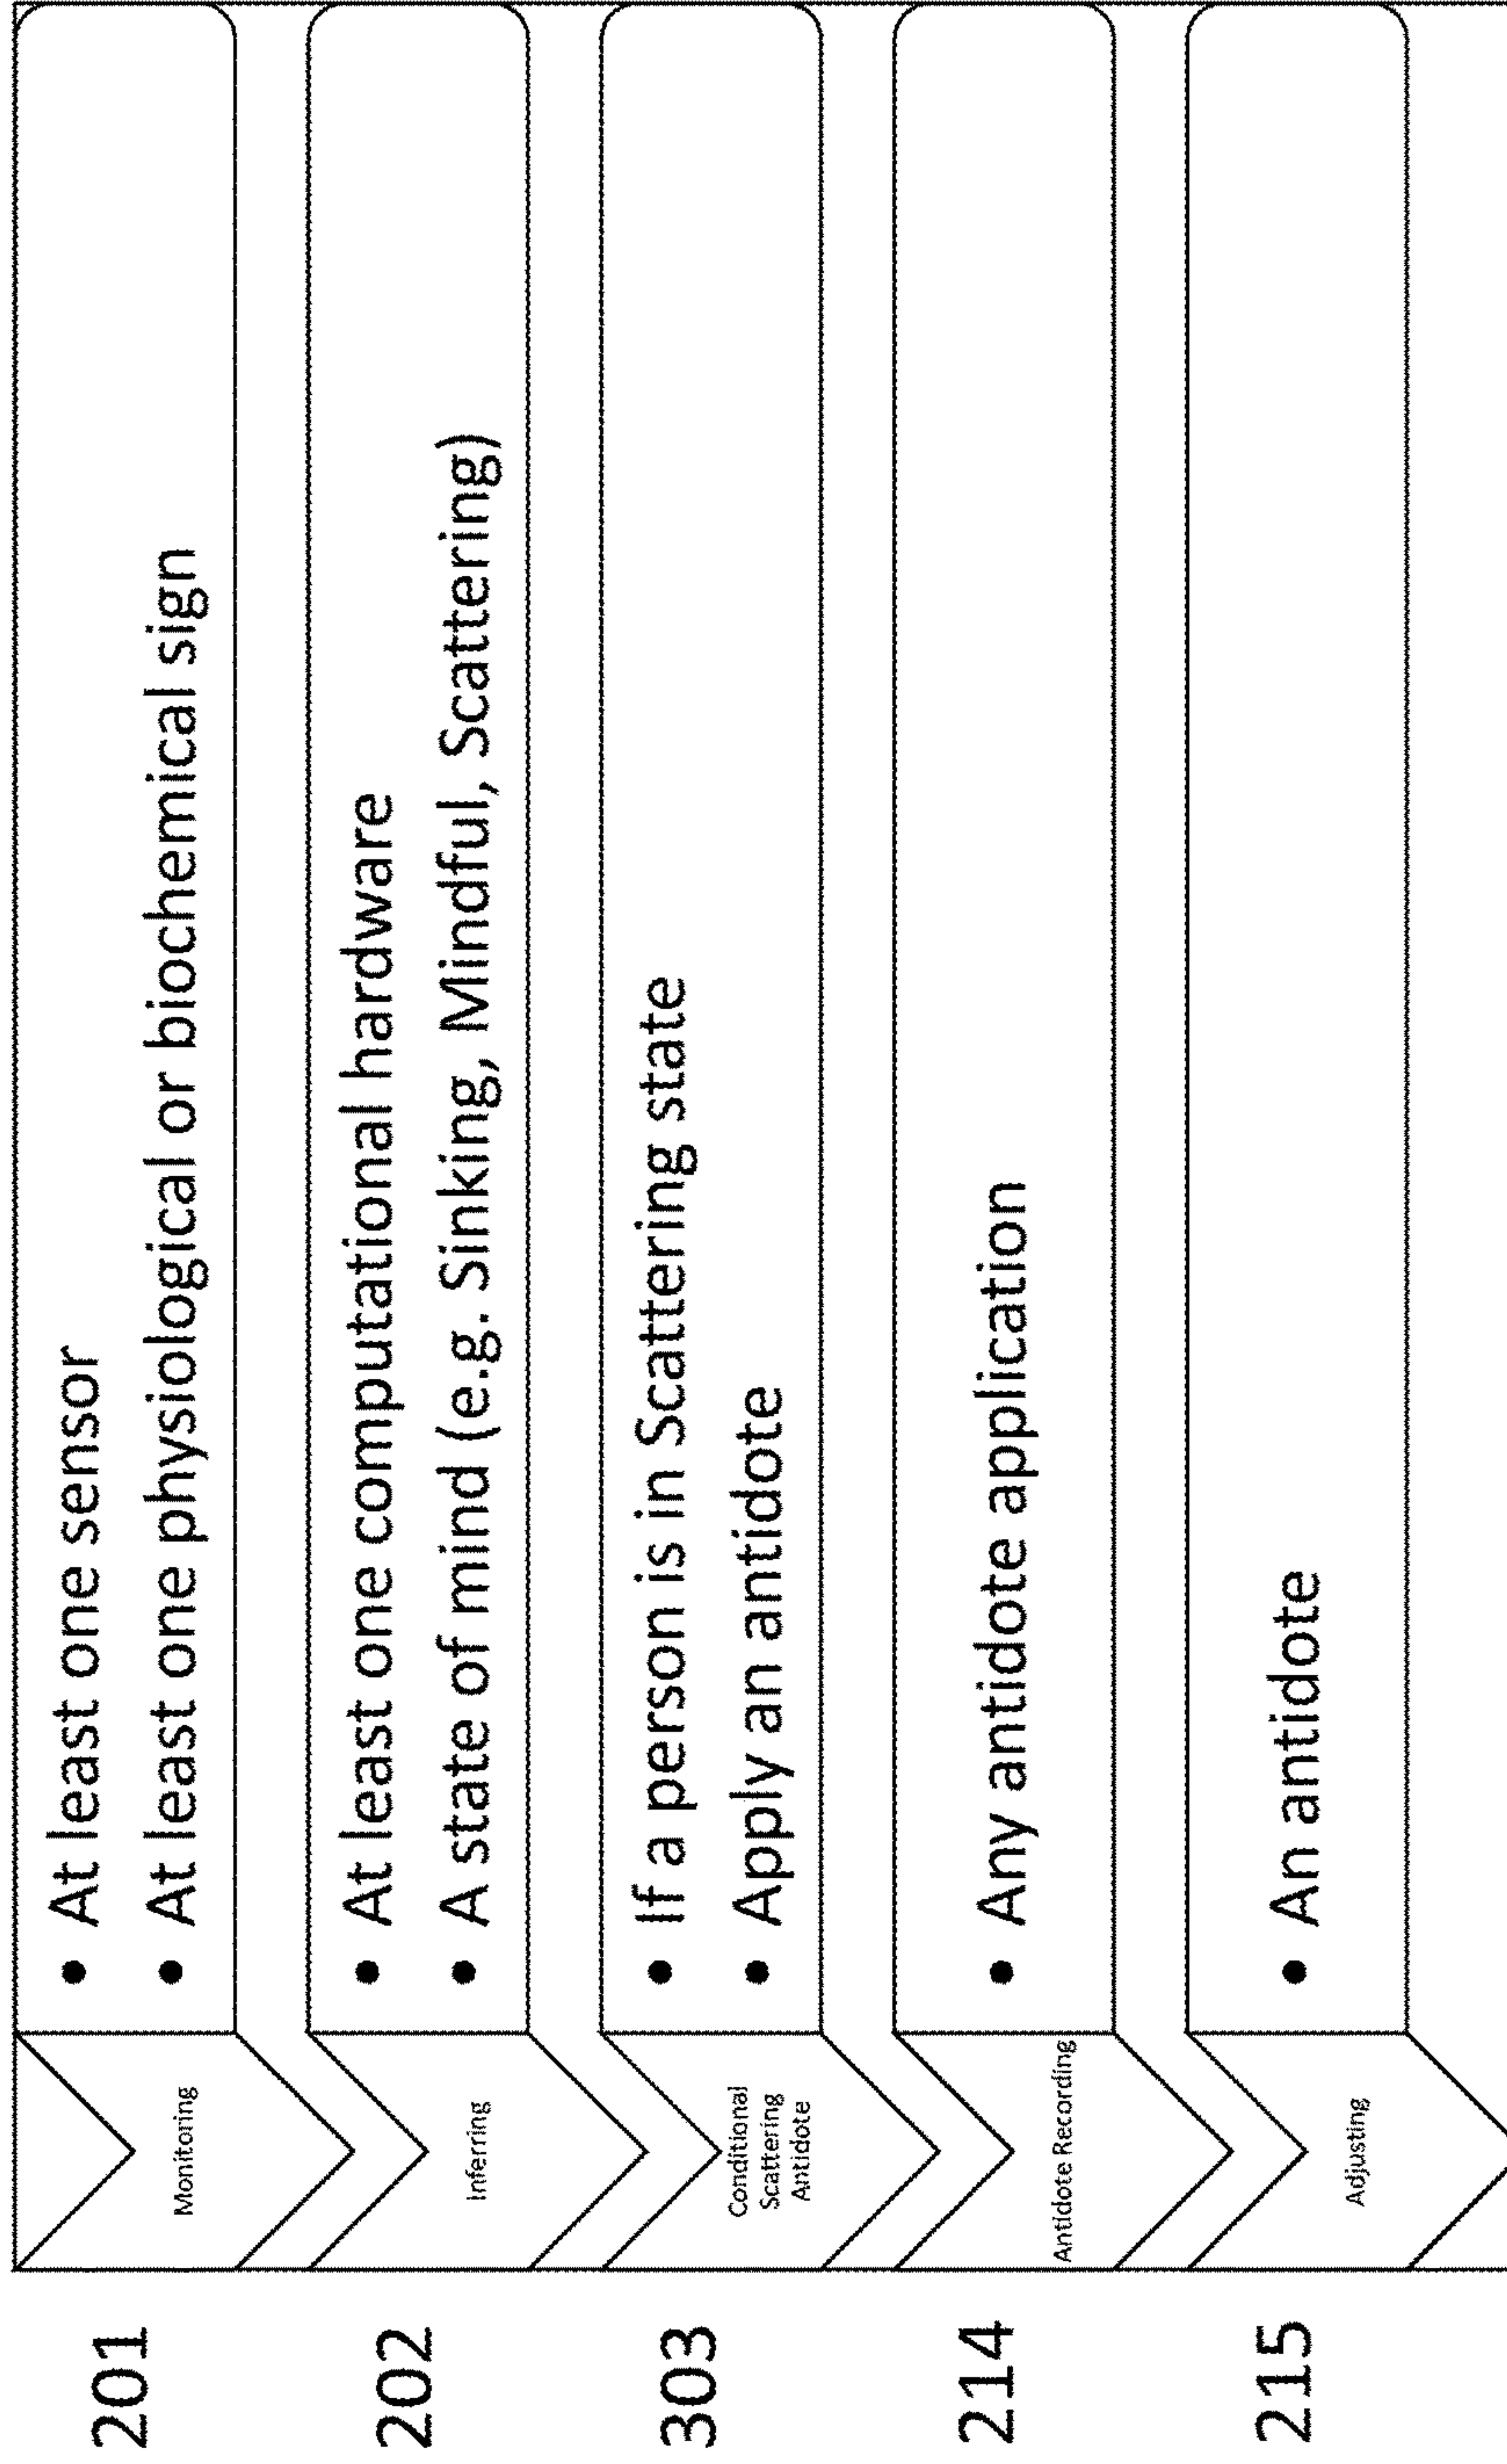 201
Monitoring
• At least one sensor
• At least one physiological or biochemical sign
202
Inferring
• At least one computational hardware
• A state of mind (e.g. Sinking, Mindful, Scattering)
303
Conditional
Scattering
Antidote
• If a person is in Scattering state
• Apply an antidote
214
Antidote Recording
• Any antidote application
215
Adjusting
• An antidote